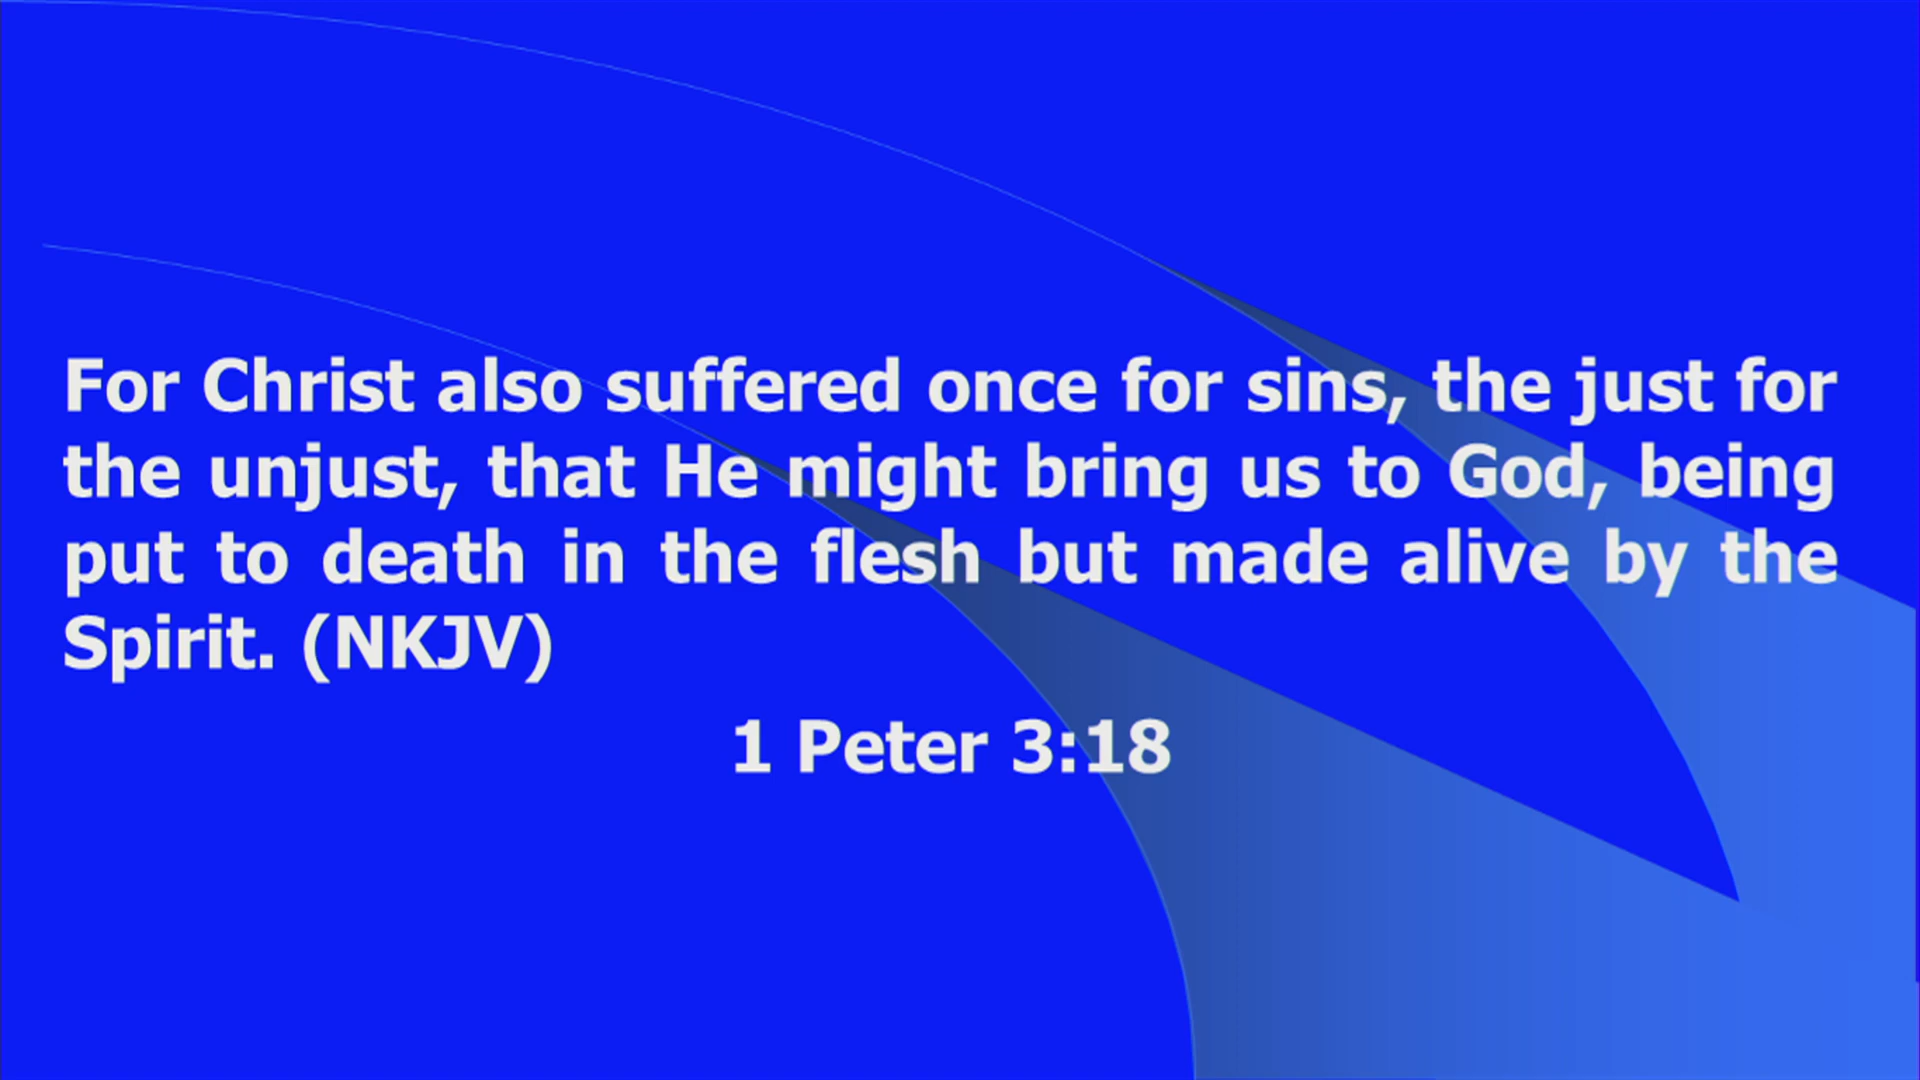 For Christ also suffered once for sins, the just for
the unjust, that He might bring us to God, being
put to death in the flesh but made alive by the
Spirit. (NKJV)
1 Peter 3:18